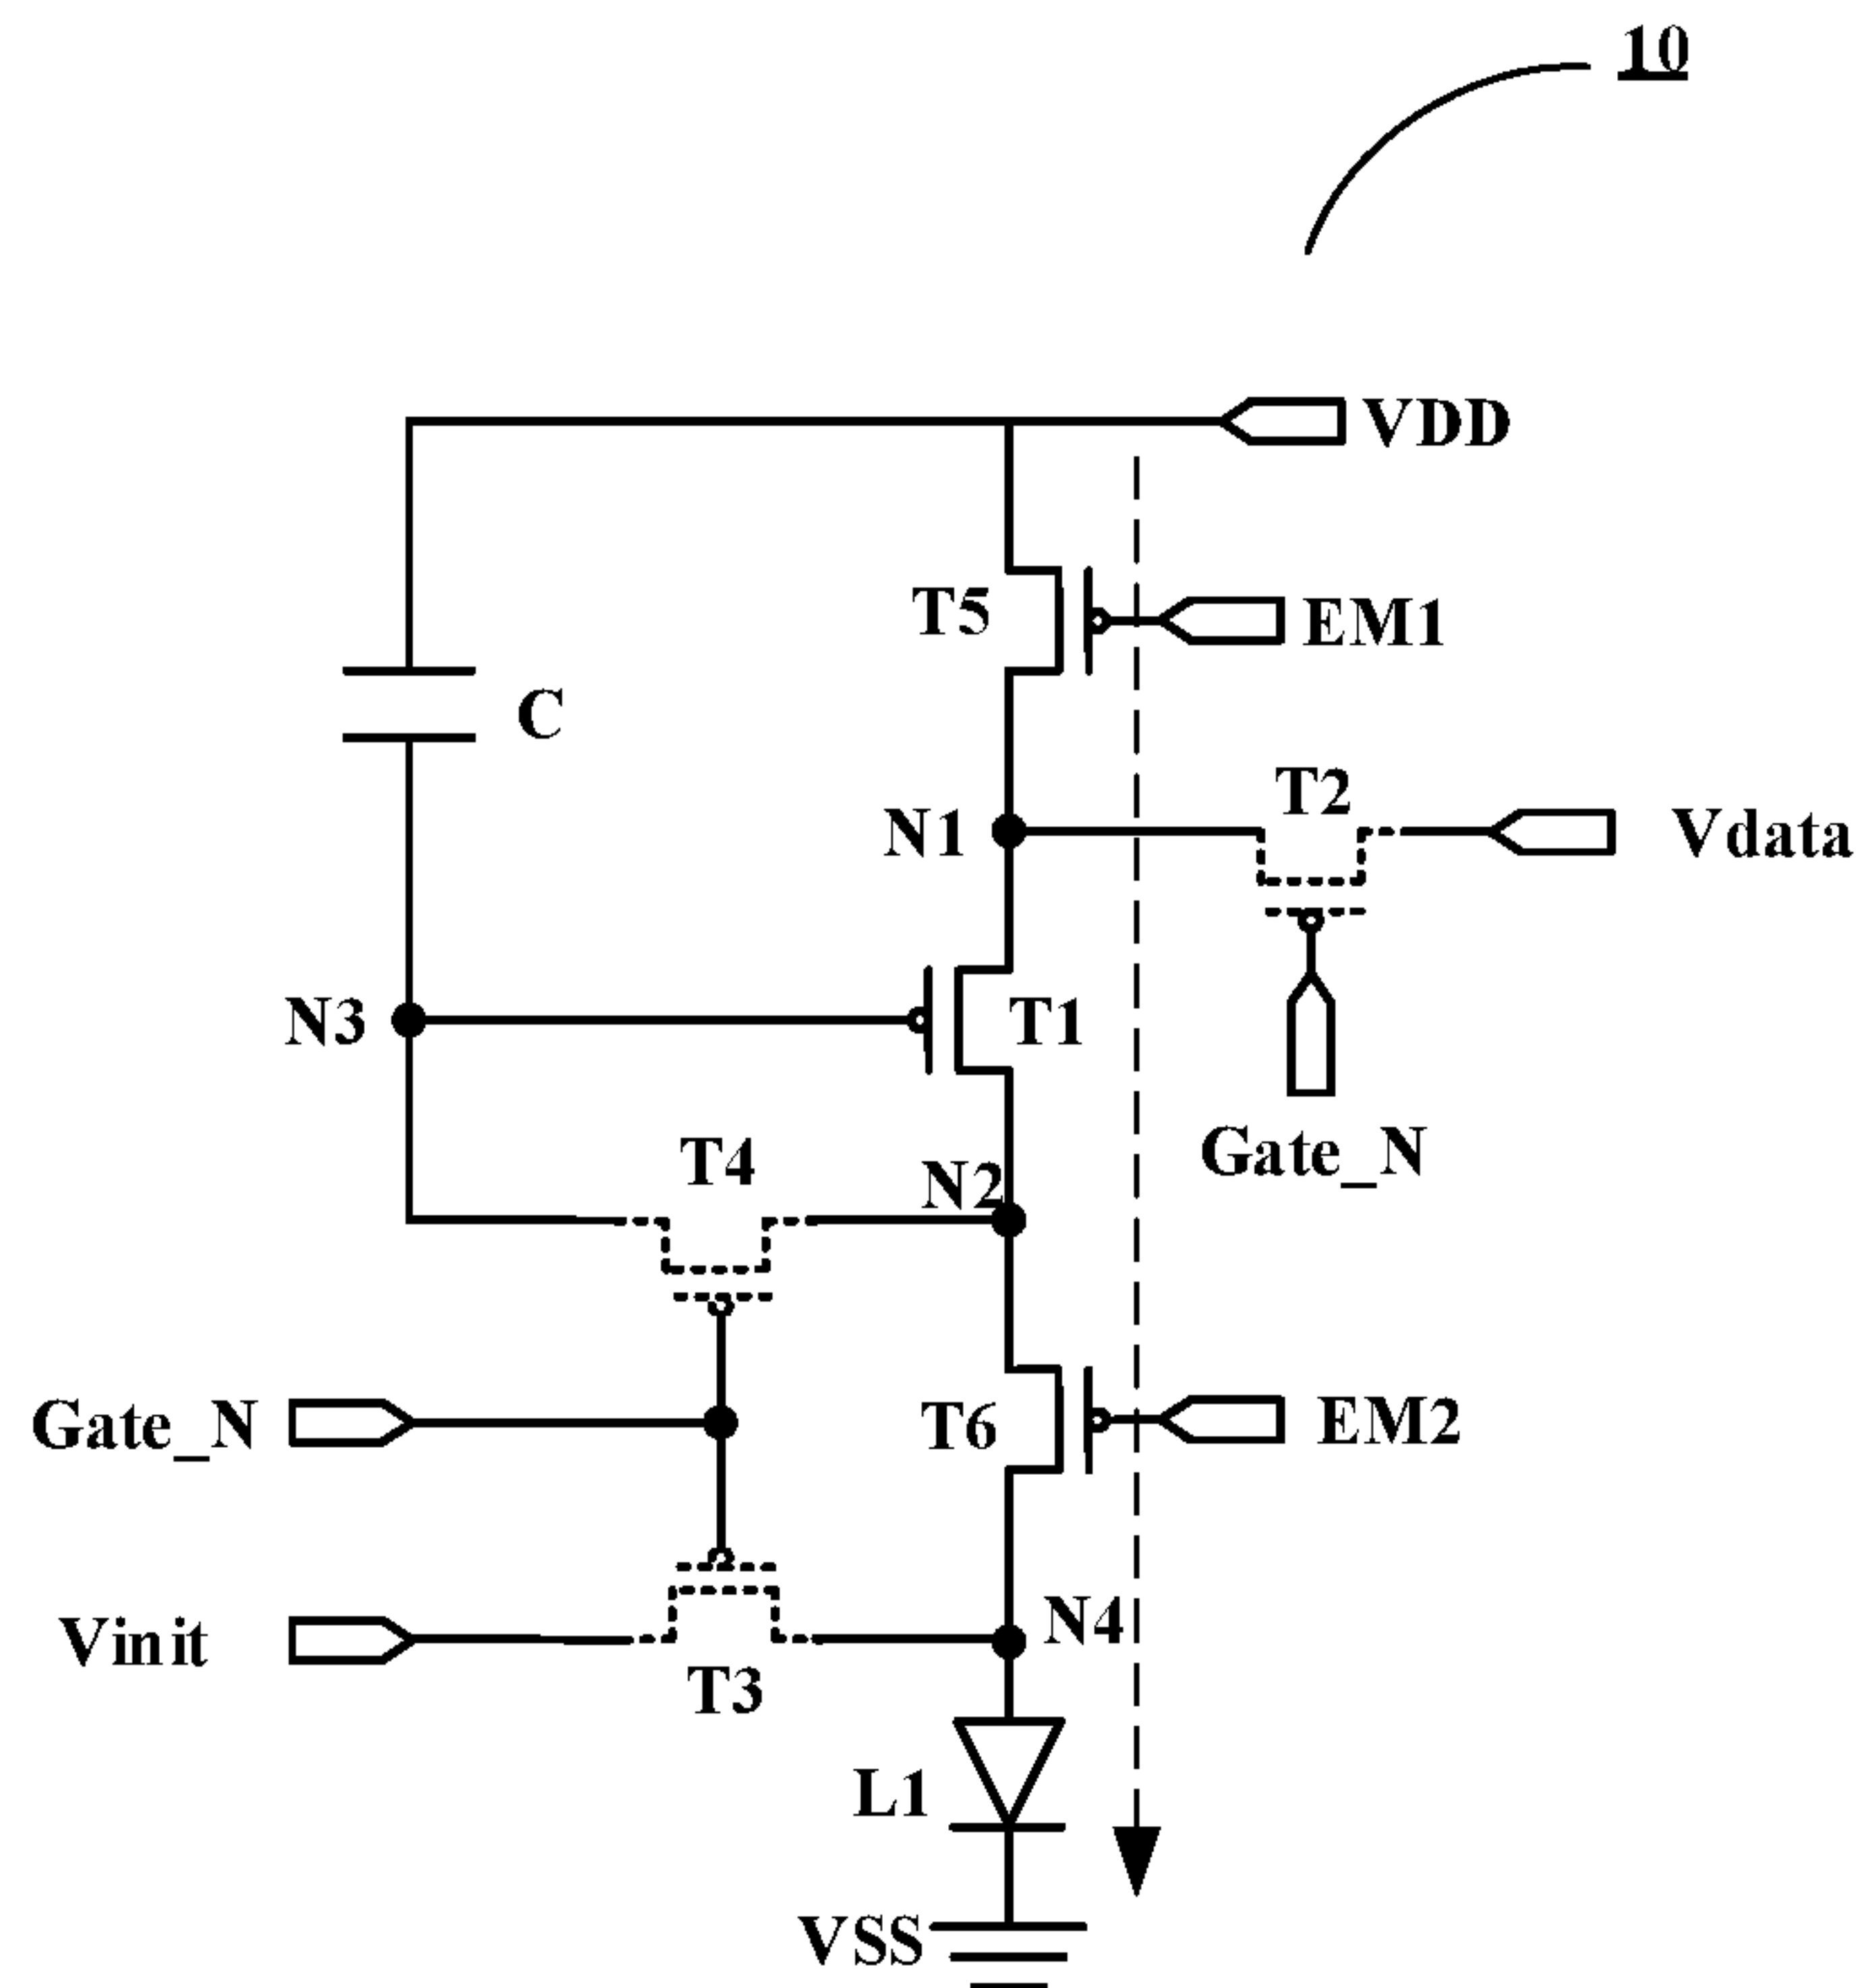 10
VDD
T5
EM1
C
T2
N1
Vdata
N3
T1
Gate_N
T4
N2
Gate_N
T6
EM2
Vinit
N4
T3
L1
VSS